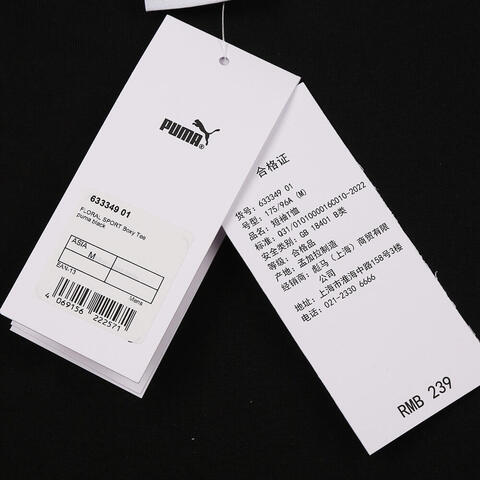 PUMA
633349 01
FLORAL SPORT Boxy Tee
puma black
ASIA
M
EAN-13
Mens
4 069156 222571
合格证
货号: 633349 01
号型: 175/96A (M)
品名: 短袖T恤
标准: Q31/01010000160010-2022
安全类别: GB 18401 B类
等级: 合格品
产地: 孟加拉制造
经销商: 彪马(上海)商贸有限公司
地址: 上海市淮海中路158号3楼
电话: 021-2330 6666
RMB 239